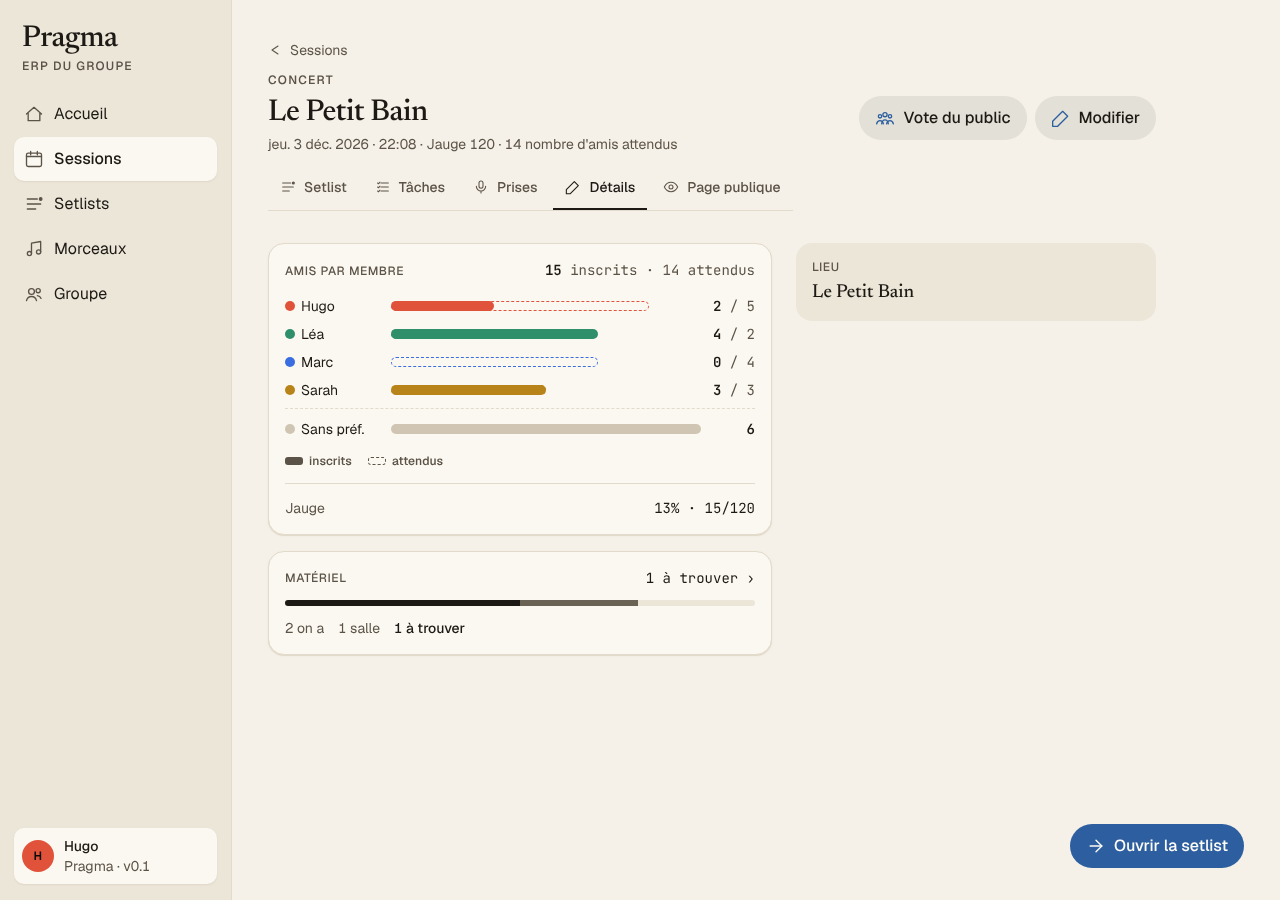 Pragma
ERP DU GROUPE
Accueil
Sessions
Setlists
Morceaux
Groupe
H
Hugo
Pragma · v0.1
Sessions
CONCERT
Le Petit Bain
jeu. 3 déc. 2026 · 22:08 · Jauge 120 · 14 nombre d'amis attendus
Vote du public
Modifier
Setlist
Tâches
Prises
Détails
Page publique
AMIS PAR MEMBRE
15 inscrits · 14 attendus
Hugo 2 / 5
Léa 4 / 2
Marc 0 / 4
Sarah 3 / 3
Sans préf. 6
inscrits attendus
Jauge 13% · 15/120
MATÉRIEL
1 à trouver ›
2 on a 1 salle 1 à trouver
LIEU
Le Petit Bain
Ouvrir la setlist